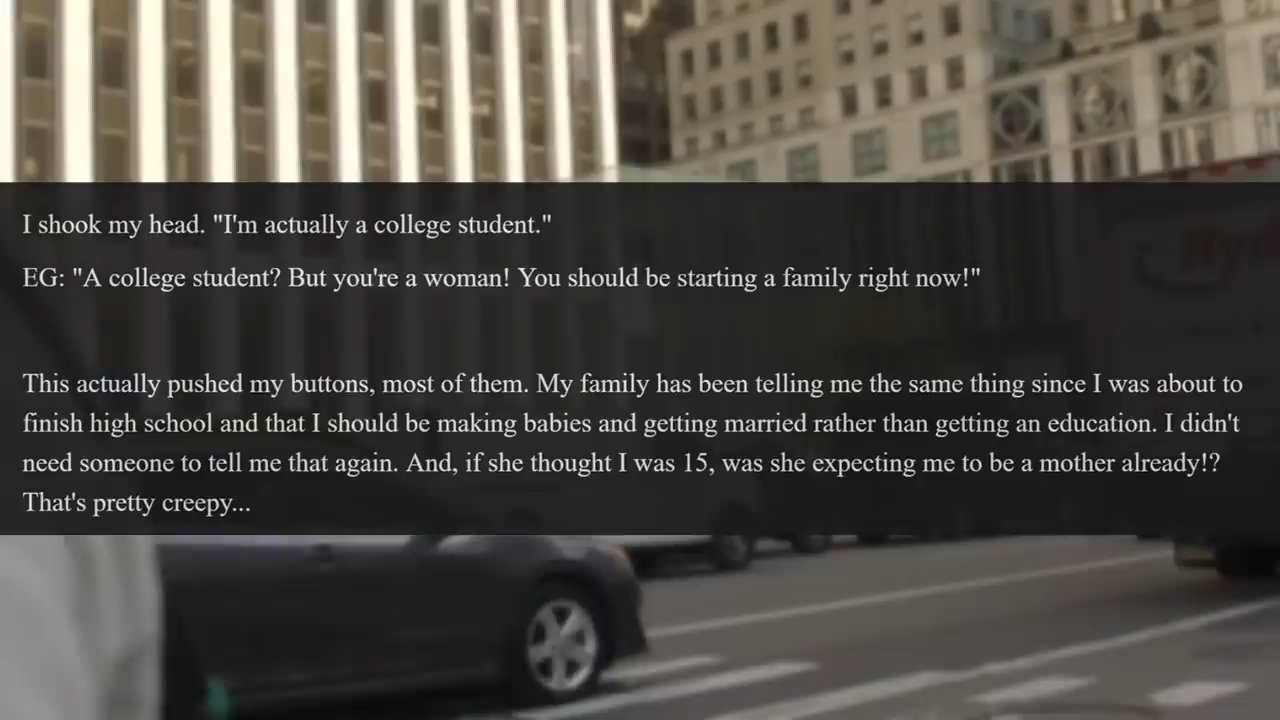 I shook my head. "I'm actually a college student."
EG: "A college student? But you're a woman! You should be starting a family right now!"
This actually pushed my buttons, most of them. My family has been telling me the same thing since I was about to
finish high school and that I should be making babies and getting married rather than getting an education. I didn't
need someone to tell me that again. And, if she thought I was 15, was she expecting me to be a mother already!?
That's pretty creepy...